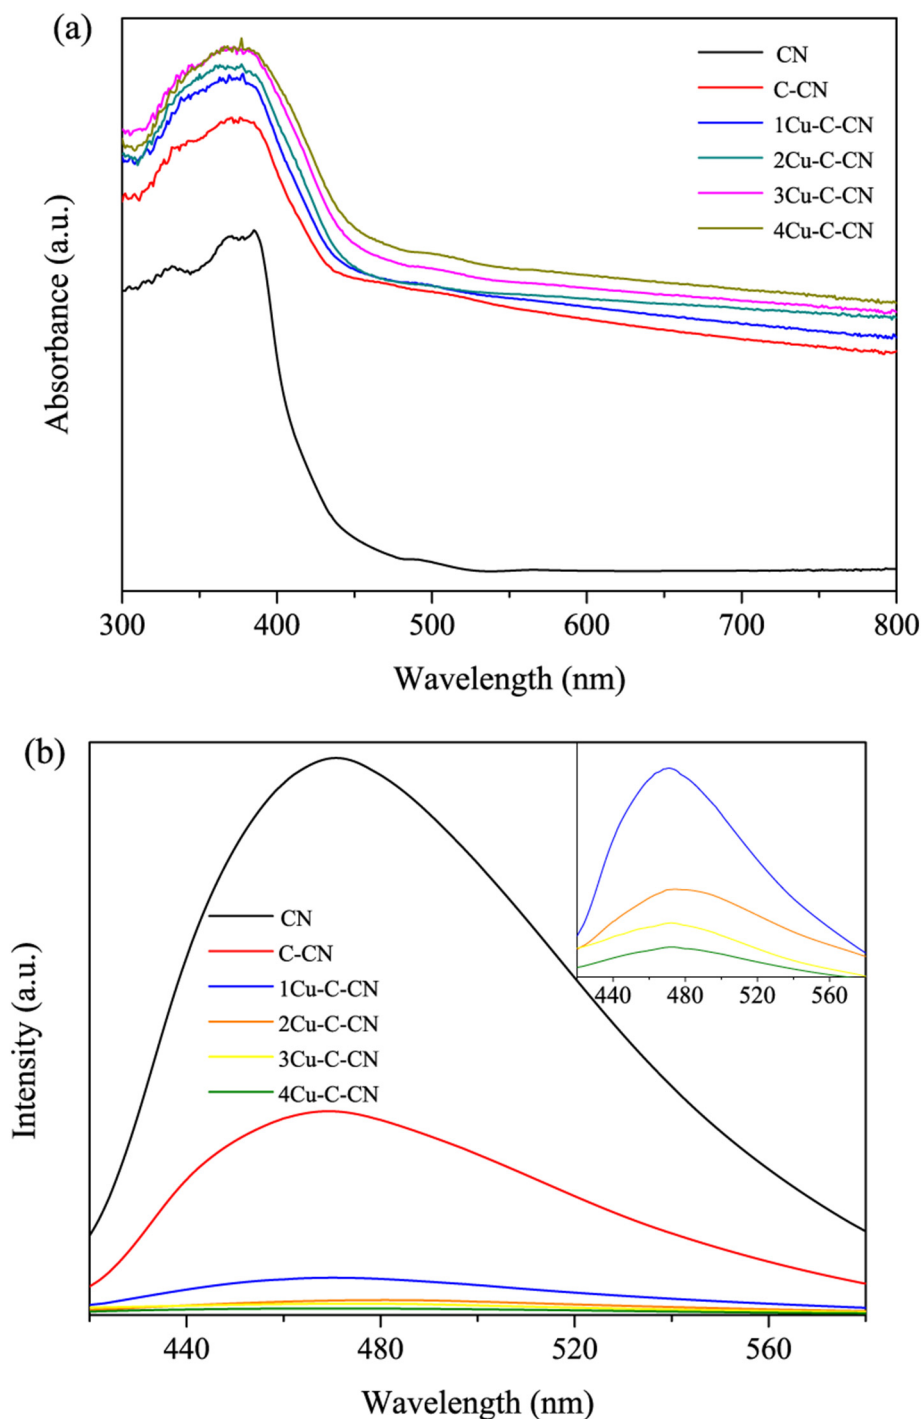 (a)
CN
C-CN
1Cu-C-CN
2Cu-C-CN
3Cu-C-CN
4Cu-C-CN
Absorbance (a.u.)
300 400 500 600 700 800
Wavelength (nm)
(b)
CN
C-CN
1Cu-C-CN
2Cu-C-CN
3Cu-C-CN
4Cu-C-CN
440 480 520 560
Intensity (a.u.)
440 480 520 560
Wavelength (nm)